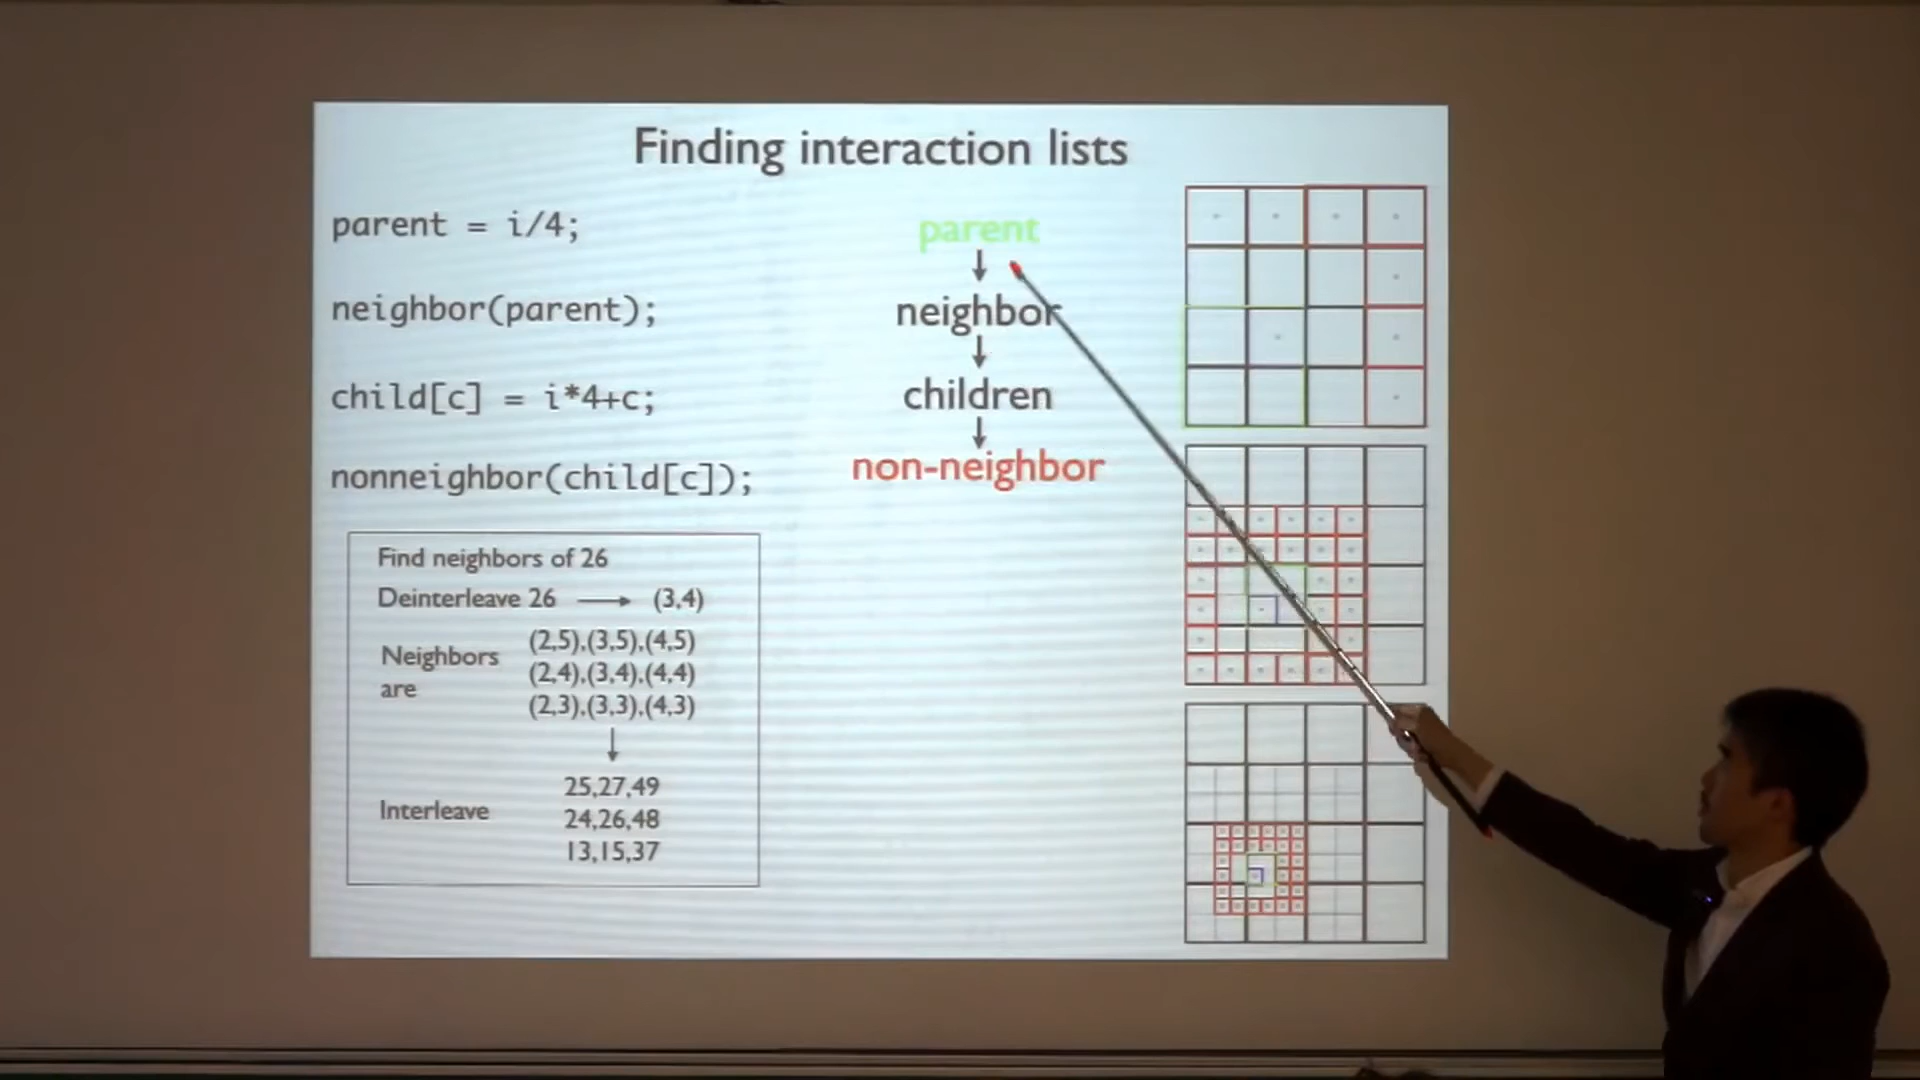 Finding interaction lists
parent = i/4;
neighbor(parent);
child[c] = i*4+c;
nonneighbor(child[c]);
parent
neighbor
children
non-neighbor
Find neighbors of 26
Deinterleave 26 → (3,4)
Neighbors are
(2,5),(3,5),(4,5)
(2,4),(3,4),(4,4)
(2,3),(3,3),(4,3)
Interleave
25,27,49
24,26,48
13,15,37